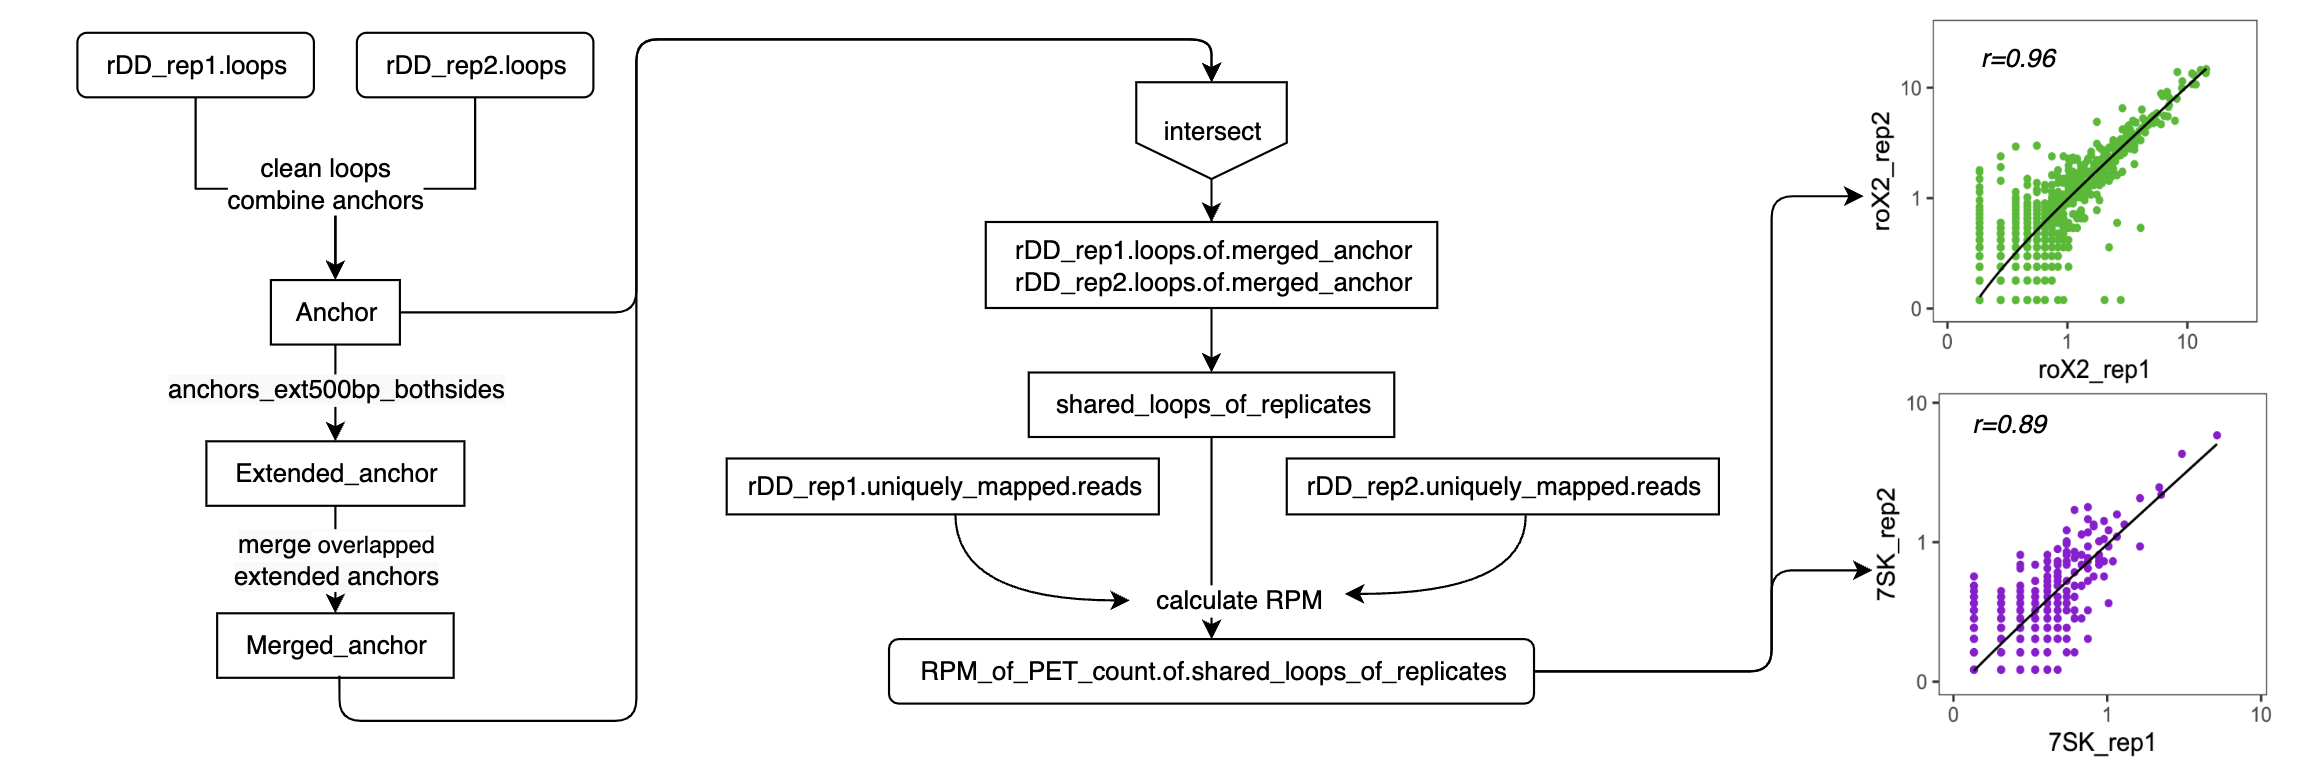 rDD_rep1.loops
rDD_rep2.loops
clean loops
combine anchors
Anchor
anchors_ext500bp_bothsides
Extended_anchor
merge overlapped
extended anchors
Merged_anchor
intersect
rDD_rep1.loops.of.merged_anchor
rDD_rep2.loops.of.merged_anchor
shared_loops_of_replicates
rDD_rep1.uniquely_mapped.reads
rDD_rep2.uniquely_mapped.reads
calculate RPM
RPM_of_PET_count.of.shared_loops_of_replicates
r=0.96
roX2_rep2
10
1
0
0
1
10
roX2_rep1
r=0.89
7SK_rep2
10
1
0
0
1
10
7SK_rep1